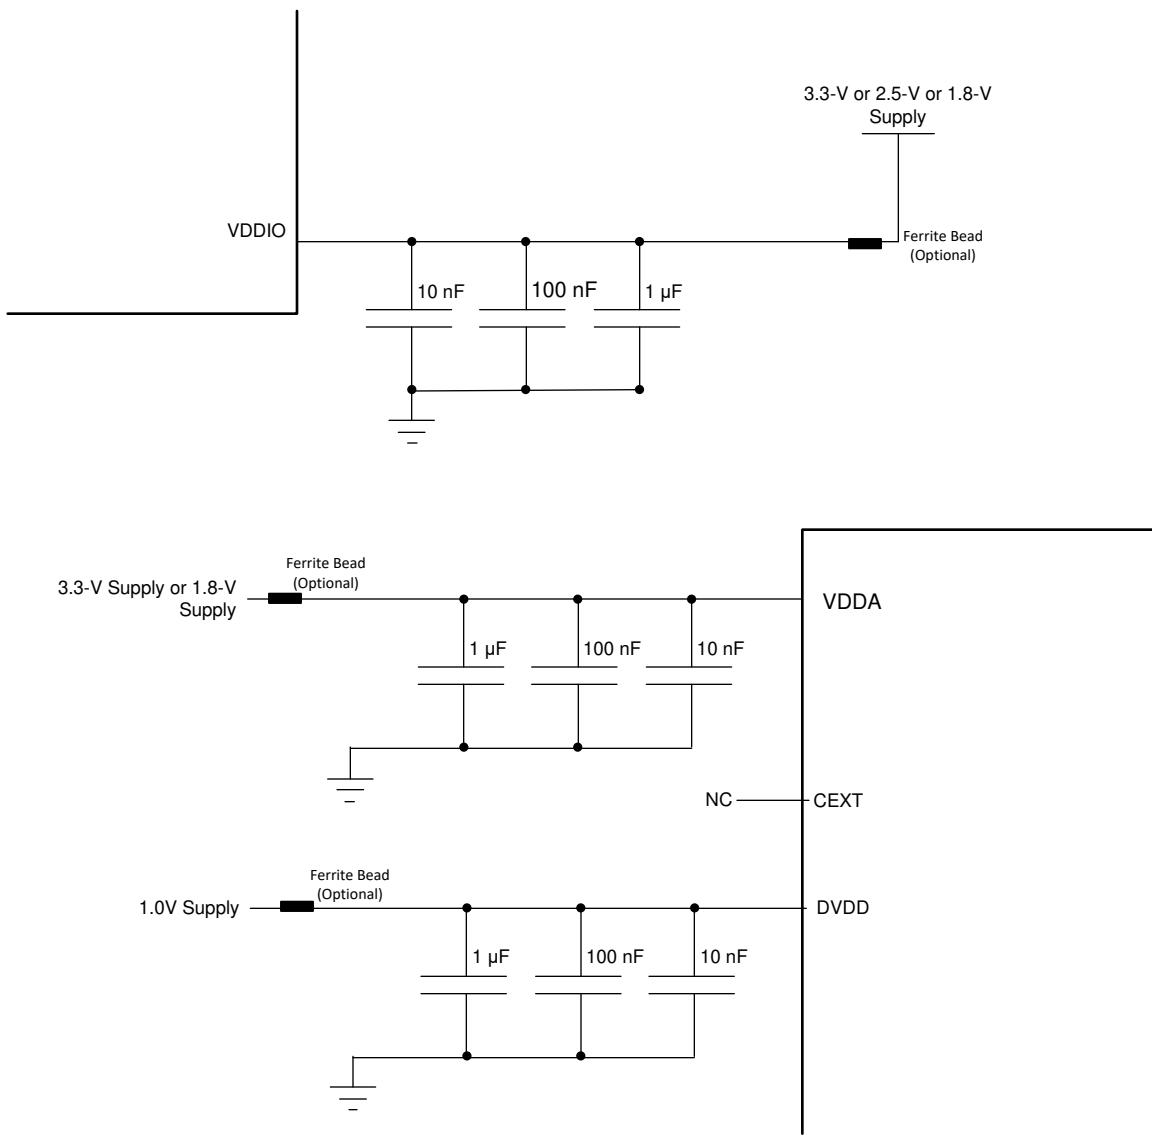 3.3-V or 2.5-V or 1.8-V
Supply
VDDIO
Ferrite Bead
(Optional)
10 nF
100 nF
1 µF
Ferrite Bead
(Optional)
3.3-V Supply or 1.8-V
Supply
VDDA
1 µF
100 nF
10 nF
NC
CEXT
Ferrite Bead
(Optional)
1.0V Supply
DVDD
1 µF
100 nF
10 nF